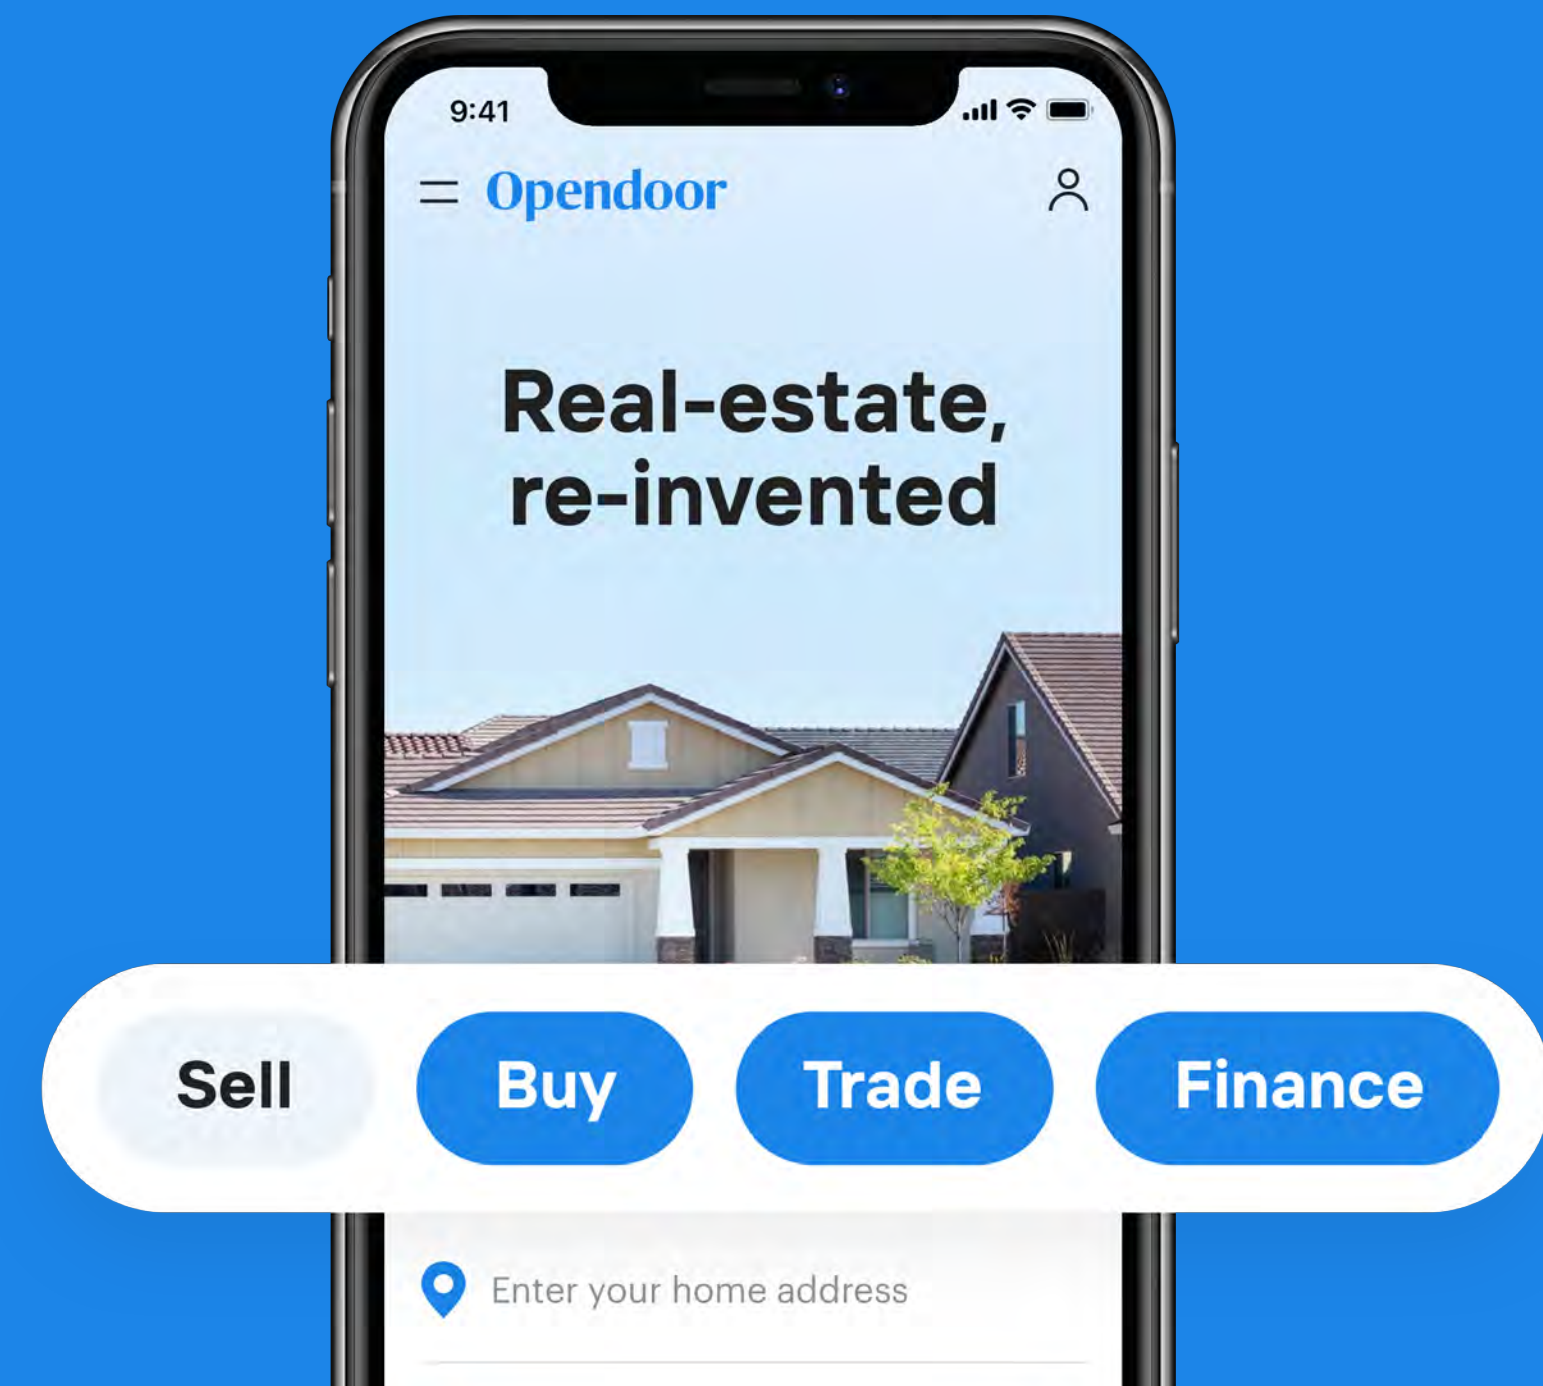 9:41
Opendoor
Real-estate,
re-invented
Sell
Buy
Trade
Finance
Enter your home address